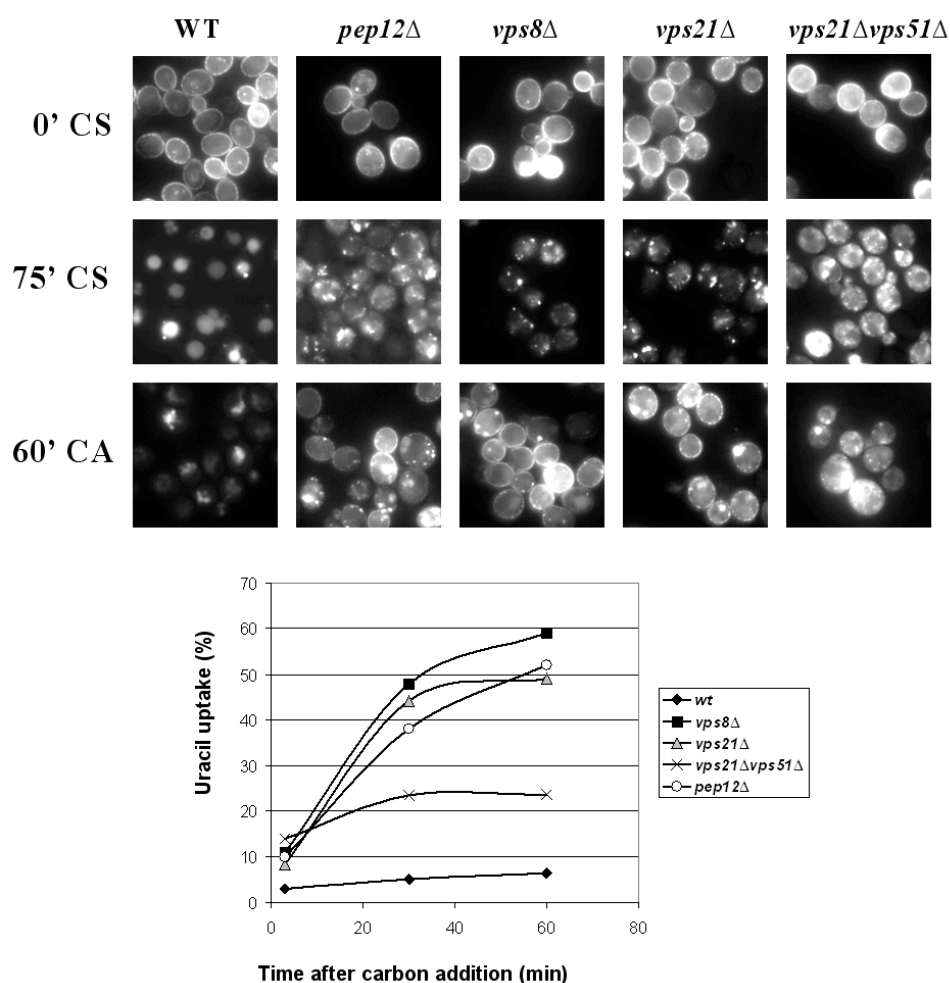 WT pep12Δ vps8Δ vps21Δ vps21Δvps51Δ
0’ CS
75’ CS
60’ CA
70
60
50
40
30
20
10
0
0 20 40 60 80
Uracil uptake (%)
Time after carbon addition (min)
wt
vps8Δ
vps21Δ
vps21Δvps51Δ
pep12Δ